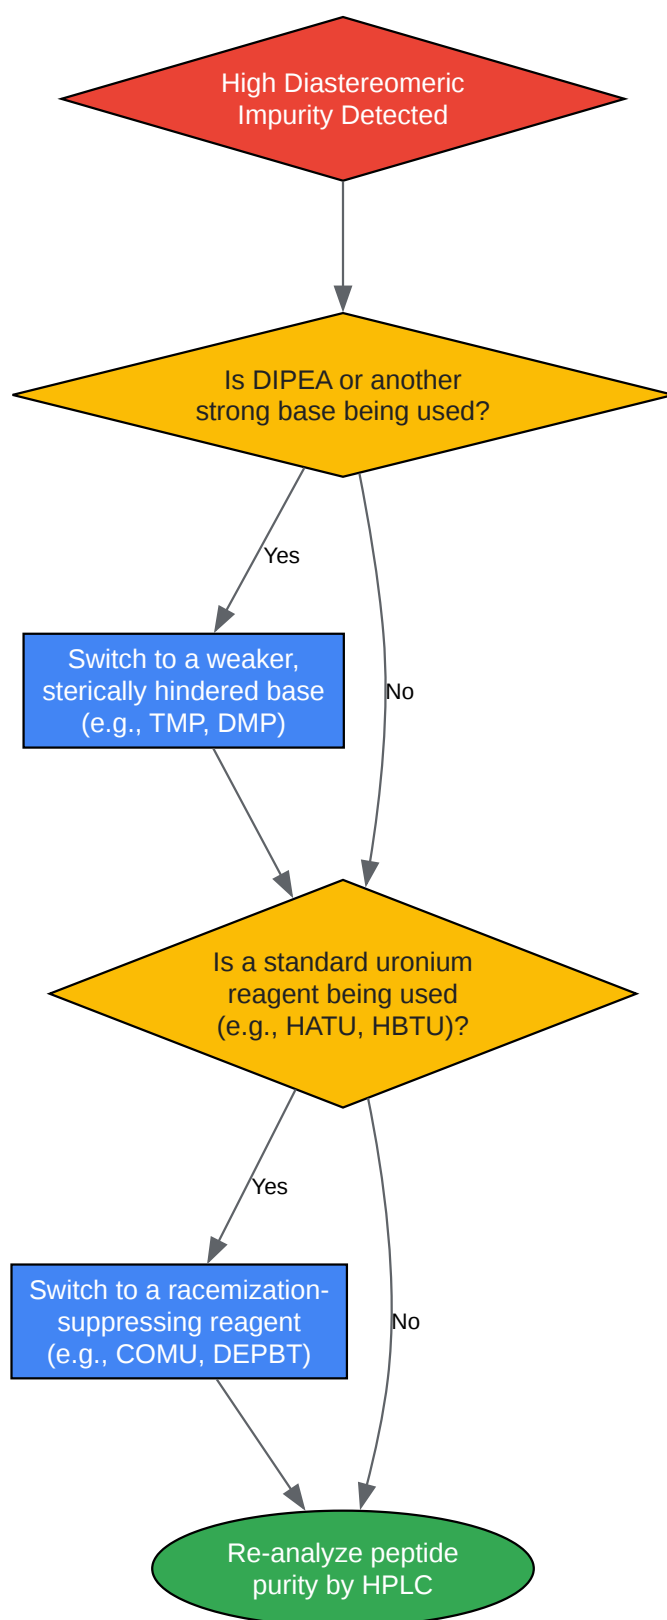 High Diastereomeric
Impurity Detected
Is DIPEA or another
strong base being used?
Yes
Switch to a weaker,
sterically hindered base
(e.g., TMP, DMP)
No
Is a standard uronium
reagent being used
(e.g., HATU, HBTU)?
Yes
Switch to a racemization-
suppressing reagent
(e.g., COMU, DEPBT)
No
Re-analyze peptide
purity by HPLC